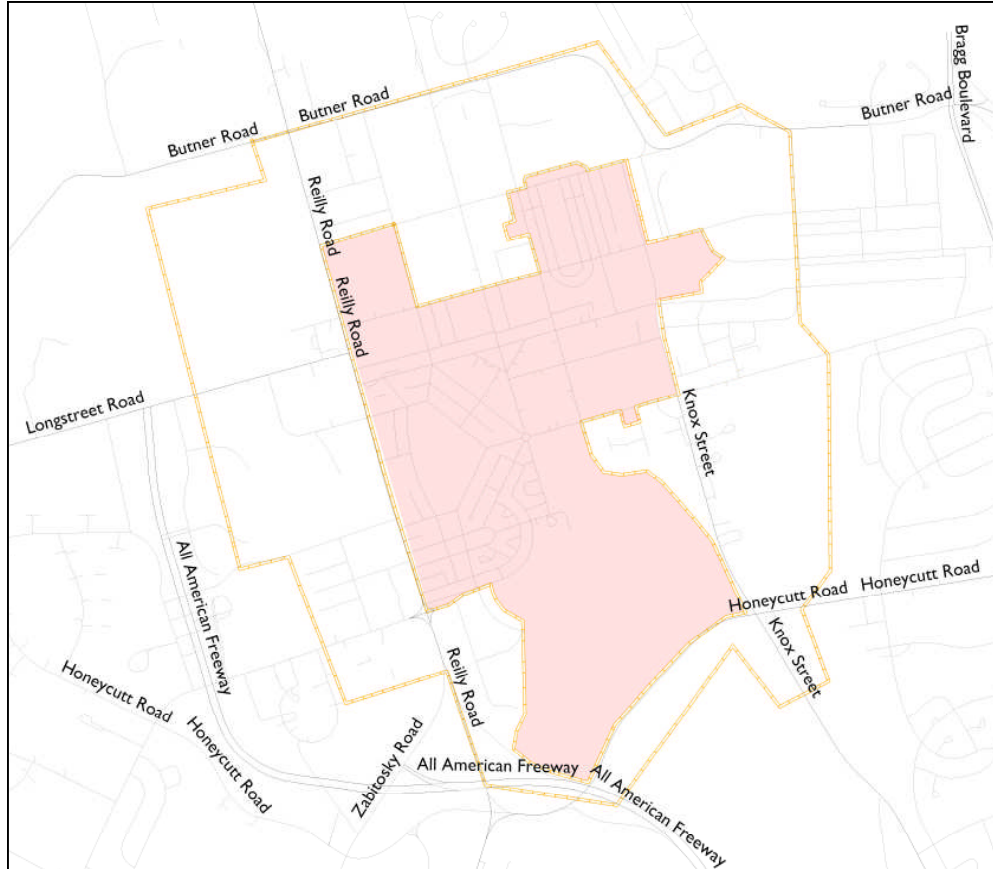 Bragg Boulevard
Butner Road
Butner Road
Butner Road
Reilly Road
Reilly Road
Longstreet Road
Knox Street
All American Freeway
Honeycutt Road
Honeycutt Road
Knox Street
Reilly Road
Honeycutt Road
Honeycutt Road
Zabitosky Road
All American Freeway
All American Freeway